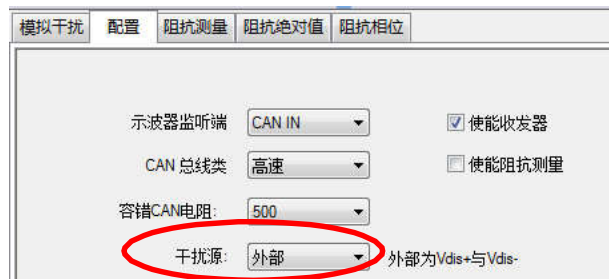 模拟干扰 配置 阻抗测量 阻抗绝对值 阻抗相位
示波器监听端 CAN IN 使能收发器
CAN 总线类 高速 使能阻抗测量
容错CAN电阻: 500
干扰源: 外部 外部为Vdis+与Vdis-